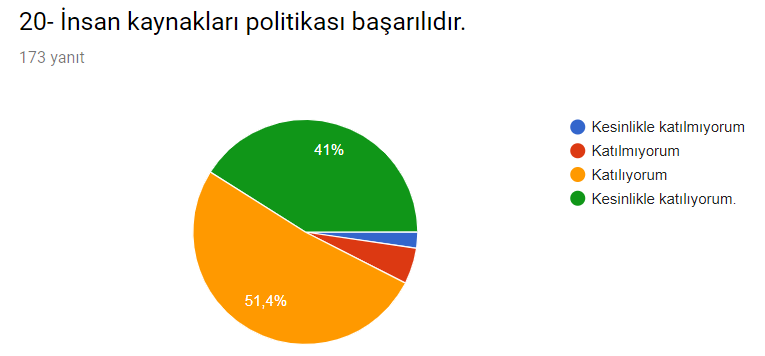 20- İnsan kaynakları politikası başarılıdır.
173 yanıt
41%
51,4%
Kesinlikle katılmıyorum
Katılmıyorum
Katılıyorum
Kesinlikle katılıyorum.